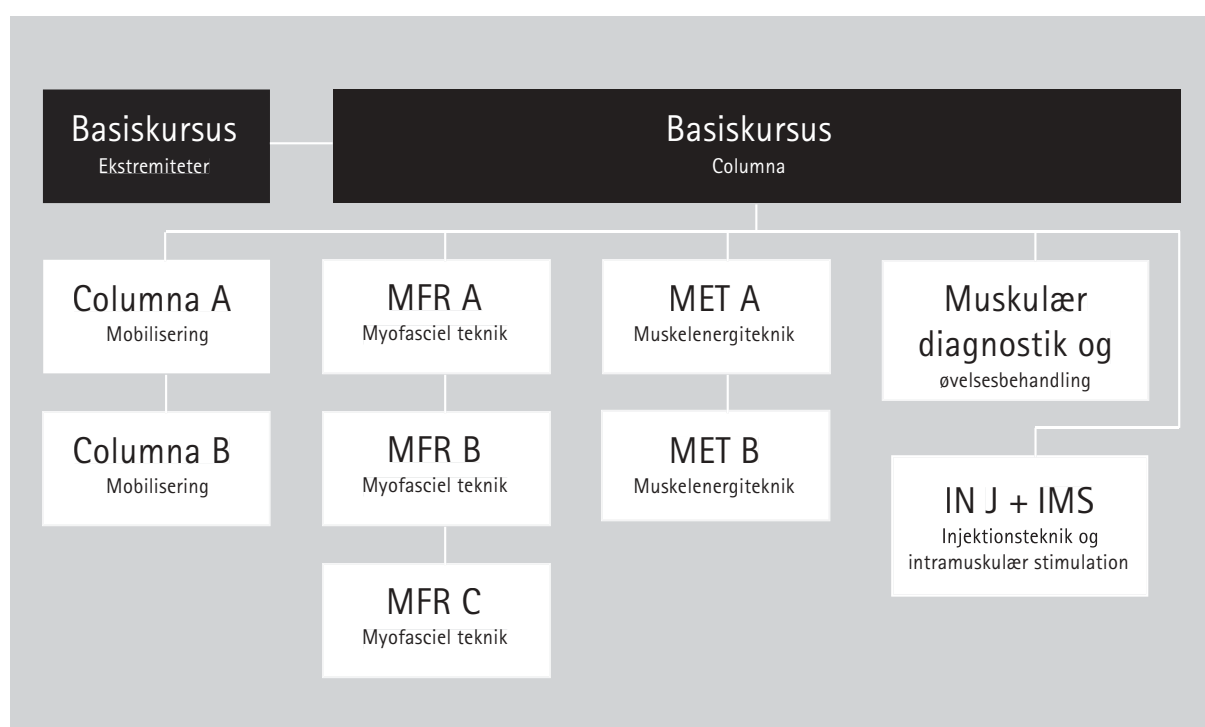 Basiskursus
Ekstremiteter
Basiskursus
Columna
Columna A
Mobilisering
MFR A
Myofasciel teknik
MET A
Muskelenergiteknik
Muskulær
diagnostik og
øvelsesbehandling
Columna B
Mobilisering
MFR B
Myofasciel teknik
MET B
Muskelenergiteknik
IN J + IMS
Injektionsteknik og
intramuskulær stimulation
MFR C
Myofasciel teknik